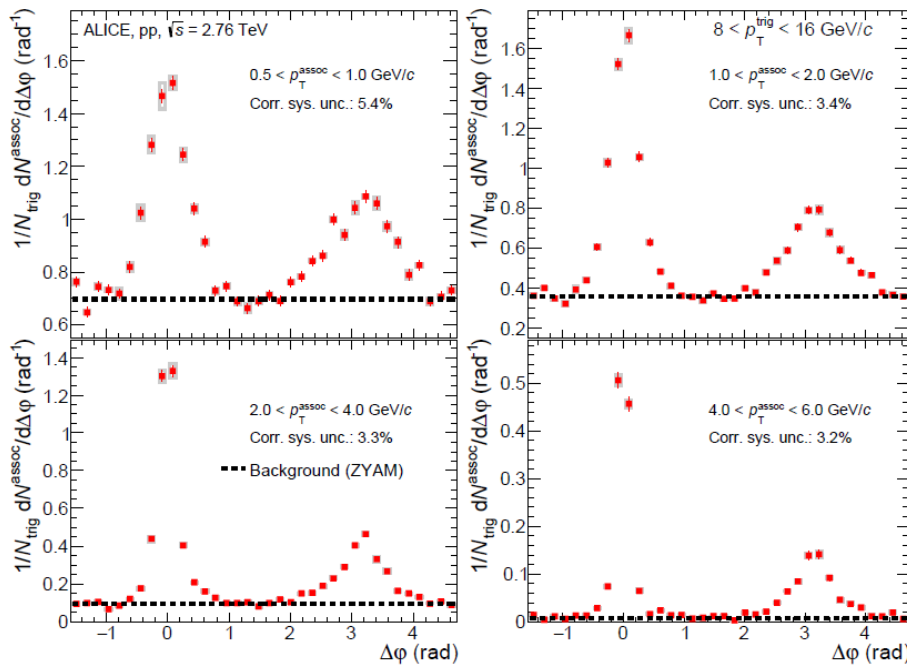 ALICE, pp, √s = 2.76 TeV
0.5 < p_T^assoc < 1.0 GeV/c
Corr. sys. unc.: 5.4%
1/N_trig dN^assoc/dΔφ (rad⁻¹)
1.4
1.2
1
0.8
0.6
8 < p_T^trig < 16 GeV/c
1.0 < p_T^assoc < 2.0 GeV/c
Corr. sys. unc.: 3.4%
1/N_trig dN^assoc/dΔφ (rad⁻¹)
1.6
1.4
1.2
1
0.8
0.6
0.4
0.2
2.0 < p_T^assoc < 4.0 GeV/c
Corr. sys. unc.: 3.3%
Background (ZYAM)
1/N_trig dN^assoc/dΔφ (rad⁻¹)
1.4
1.2
1
0.8
0.6
0.4
0.2
0
−1 0 1 2 3 4
Δφ (rad)
4.0 < p_T^assoc < 6.0 GeV/c
Corr. sys. unc.: 3.2%
1/N_trig dN^assoc/dΔφ (rad⁻¹)
0.5
0.4
0.3
0.2
0.1
0
−1 0 1 2 3 4
Δφ (rad)